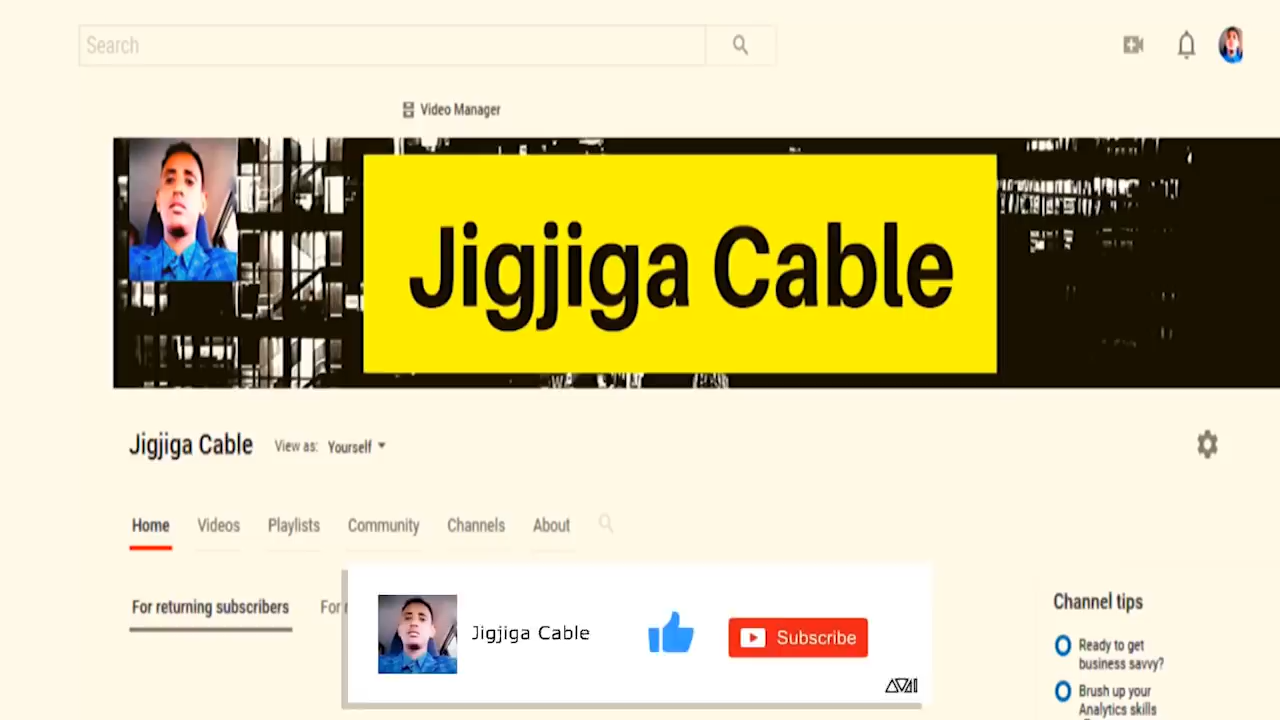 Search
Video Manager
Jigjiga Cable
Jigjiga Cable View as: Yourself
Home Videos Playlists Community Channels About
For returning subscribers For
Jigjiga Cable Subscribe
Channel tips
Ready to get
business savvy?
Brush up your
Analytics skills